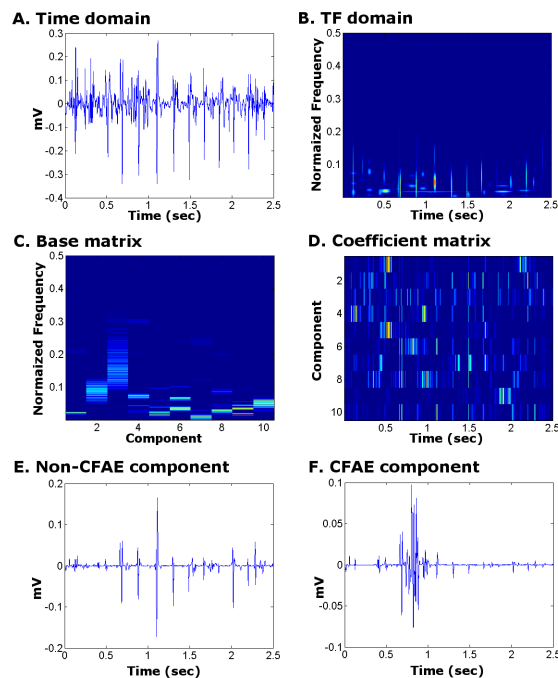 A. Time domain
0.3
0.2
0.1
0
-0.1
-0.2
-0.3
-0.4
mV
0 0.5 1 1.5 2 2.5
Time (sec)
B. TF domain
0.5
0.4
0.3
0.2
0.1
Normaized Frequency
0.5 1 1.5 2 2.5
Time (sec)
C. Base matrix
0.5
0.4
0.3
0.2
0.1
Normaized Frequency
2 4 6 8 10
Component
D. Coefficient matrix
2
4
6
8
10
Component
0.5 1 1.5 2 2.5
Time (sec)
E. Non-CFAE component
0.2
0.1
0
-0.1
-0.2
mV
0 0.5 1 1.5 2 2.5
Time (sec)
F. CFAE component
0.1
0.05
0
-0.05
-0.1
mV
0 0.5 1 1.5 2 2.5
Time (sec)